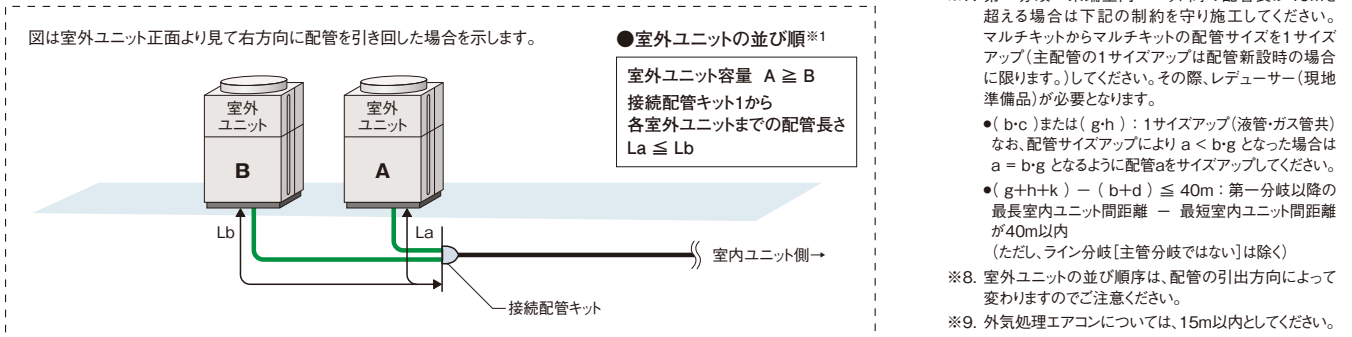 図は室外ユニット正面より見て右方向に配管を引き回した場合を示します。
●室外ユニットの並び順※1
室外ユニット容量 A ≧ B
接続配管キット1から
各室外ユニットまでの配管長さ
La ≦ Lb
室外
ユニット
B
室外
ユニット
A
Lb
La
室内ユニット側→
接続配管キット
超える場合は下記の制約を守り施工してください。
マルチキットからマルチキットの配管サイズを1サイズ
アップ(主配管の1サイズアップは配管新設時の場合
に限ります。)してください。その際、レデューサー(現地
準備品)が必要となります。
●( b・c )または( g・h ) : 1サイズアップ(液管・ガス管共)
なお、配管サイズアップにより a < b・g となった場合は
a = b・g となるように配管aをサイズアップしてください。
●( g+h+k ) − ( b+d ) ≦ 40m : 第一分岐以降の
最長室内ユニット間距離 − 最短室内ユニット間距離
が40m以内
(ただし、ライン分岐[主管分岐ではない]は除く)
※8. 室外ユニットの並び順序は、配管の引出方向によって
変わりますのでご注意ください。
※9. 外気処理エアコンについては、15m以内としてください。